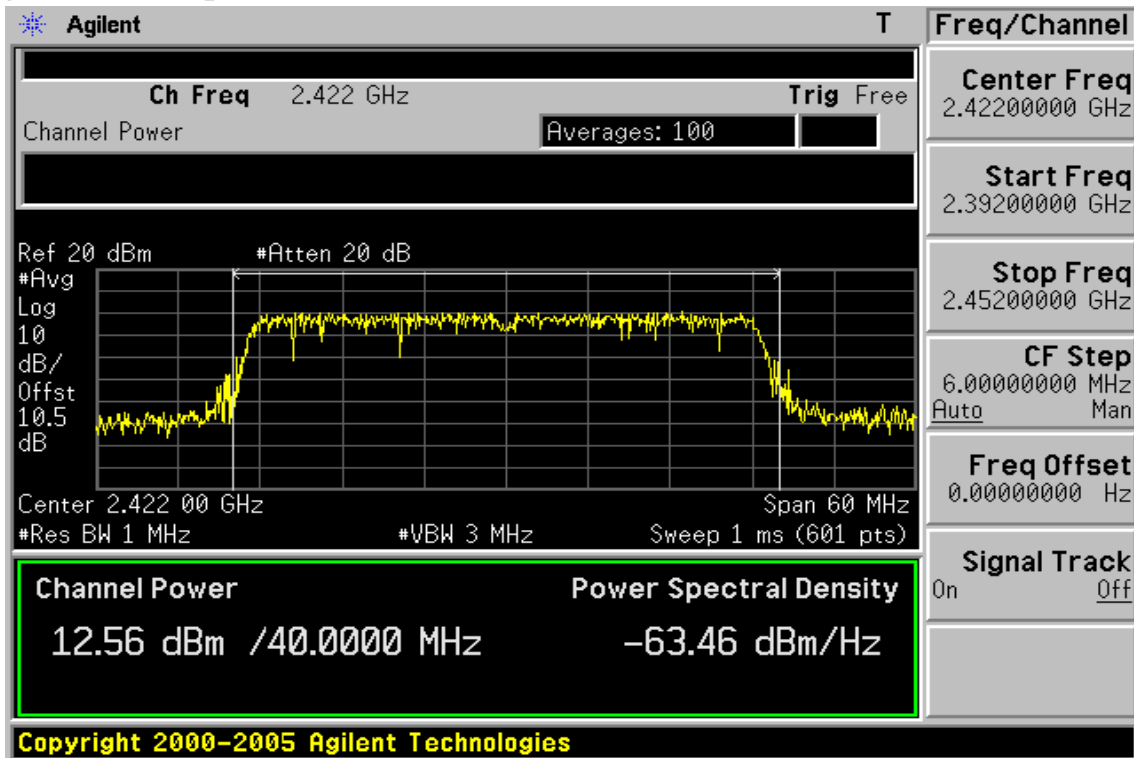 Agilent T Freq/Channel
Ch Freq 2.422 GHz Trig Free
Channel Power Averages: 100
Ref 20 dBm #Atten 20 dB
#Avg
Log
10
dB/
Offst
10.5
dB
Center 2.422 00 GHz Span 60 MHz
#Res BW 1 MHz #VBW 3 MHz Sweep 1 ms (601 pts)
Channel Power Power Spectral Density
12.56 dBm /40.0000 MHz -63.46 dBm/Hz
Center Freq
2.42200000 GHz
Start Freq
2.39200000 GHz
Stop Freq
2.45200000 GHz
CF Step
6.00000000 MHz
Auto Man
Freq Offset
0.00000000 Hz
Signal Track
On Off
Copyright 2000-2005 Agilent Technologies